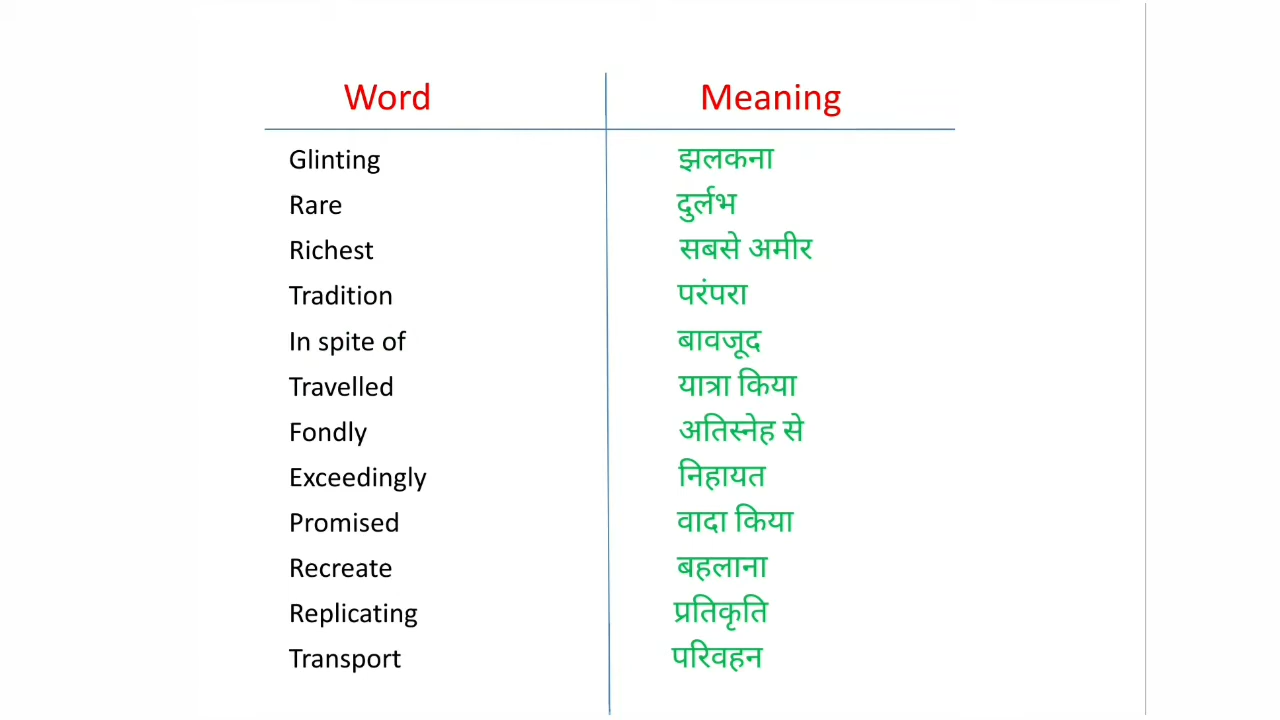 Word Meaning
Glinting झलकना
Rare दुर्लभ
Richest सबसे अमीर
Tradition परंपरा
In spite of बावजूद
Travelled यात्रा किया
Fondly अतिस्नेह से
Exceedingly निहायत
Promised वादा किया
Recreate बहलाना
Replicating प्रतिकृति
Transport परिवहन